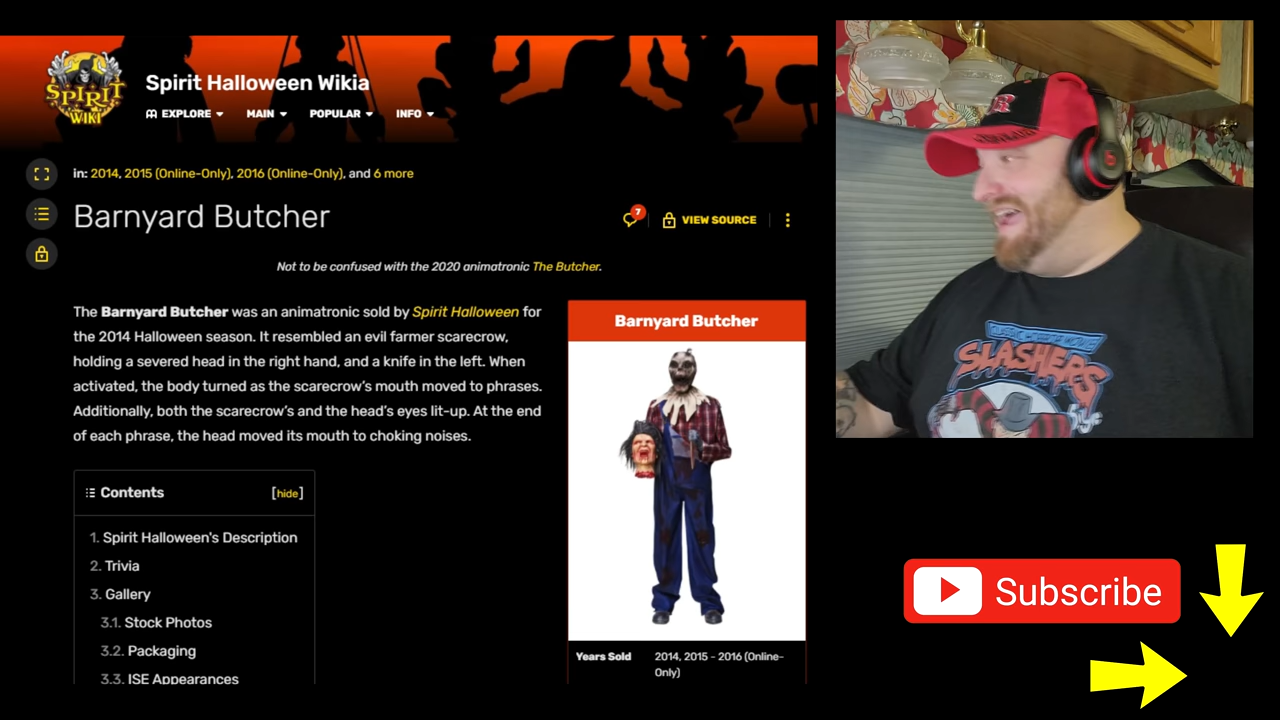 SPIRIT
WIKI
Spirit Halloween Wikia
EXPLORE MAIN POPULAR INFO
in: 2014, 2015 (Online-Only), 2016 (Online-Only), and 6 more
Barnyard Butcher
7
VIEW SOURCE
Not to be confused with the 2020 animatronic The Butcher.
The Barnyard Butcher was an animatronic sold by Spirit Halloween for
the 2014 Halloween season. It resembled an evil farmer scarecrow,
holding a severed head in the right hand, and a knife in the left. When
activated, the body turned as the scarecrow's mouth moved to phrases.
Additionally, both the scarecrow's and the head's eyes lit-up. At the end
of each phrase, the head moved its mouth to choking noises.
Contents [hide]
1. Spirit Halloween's Description
2. Trivia
3. Gallery
3.1. Stock Photos
3.2. Packaging
3.3. ISE Appearances
Barnyard Butcher
Years Sold 2014, 2015 - 2016 (Online-
Only)
SLASHERS
Subscribe